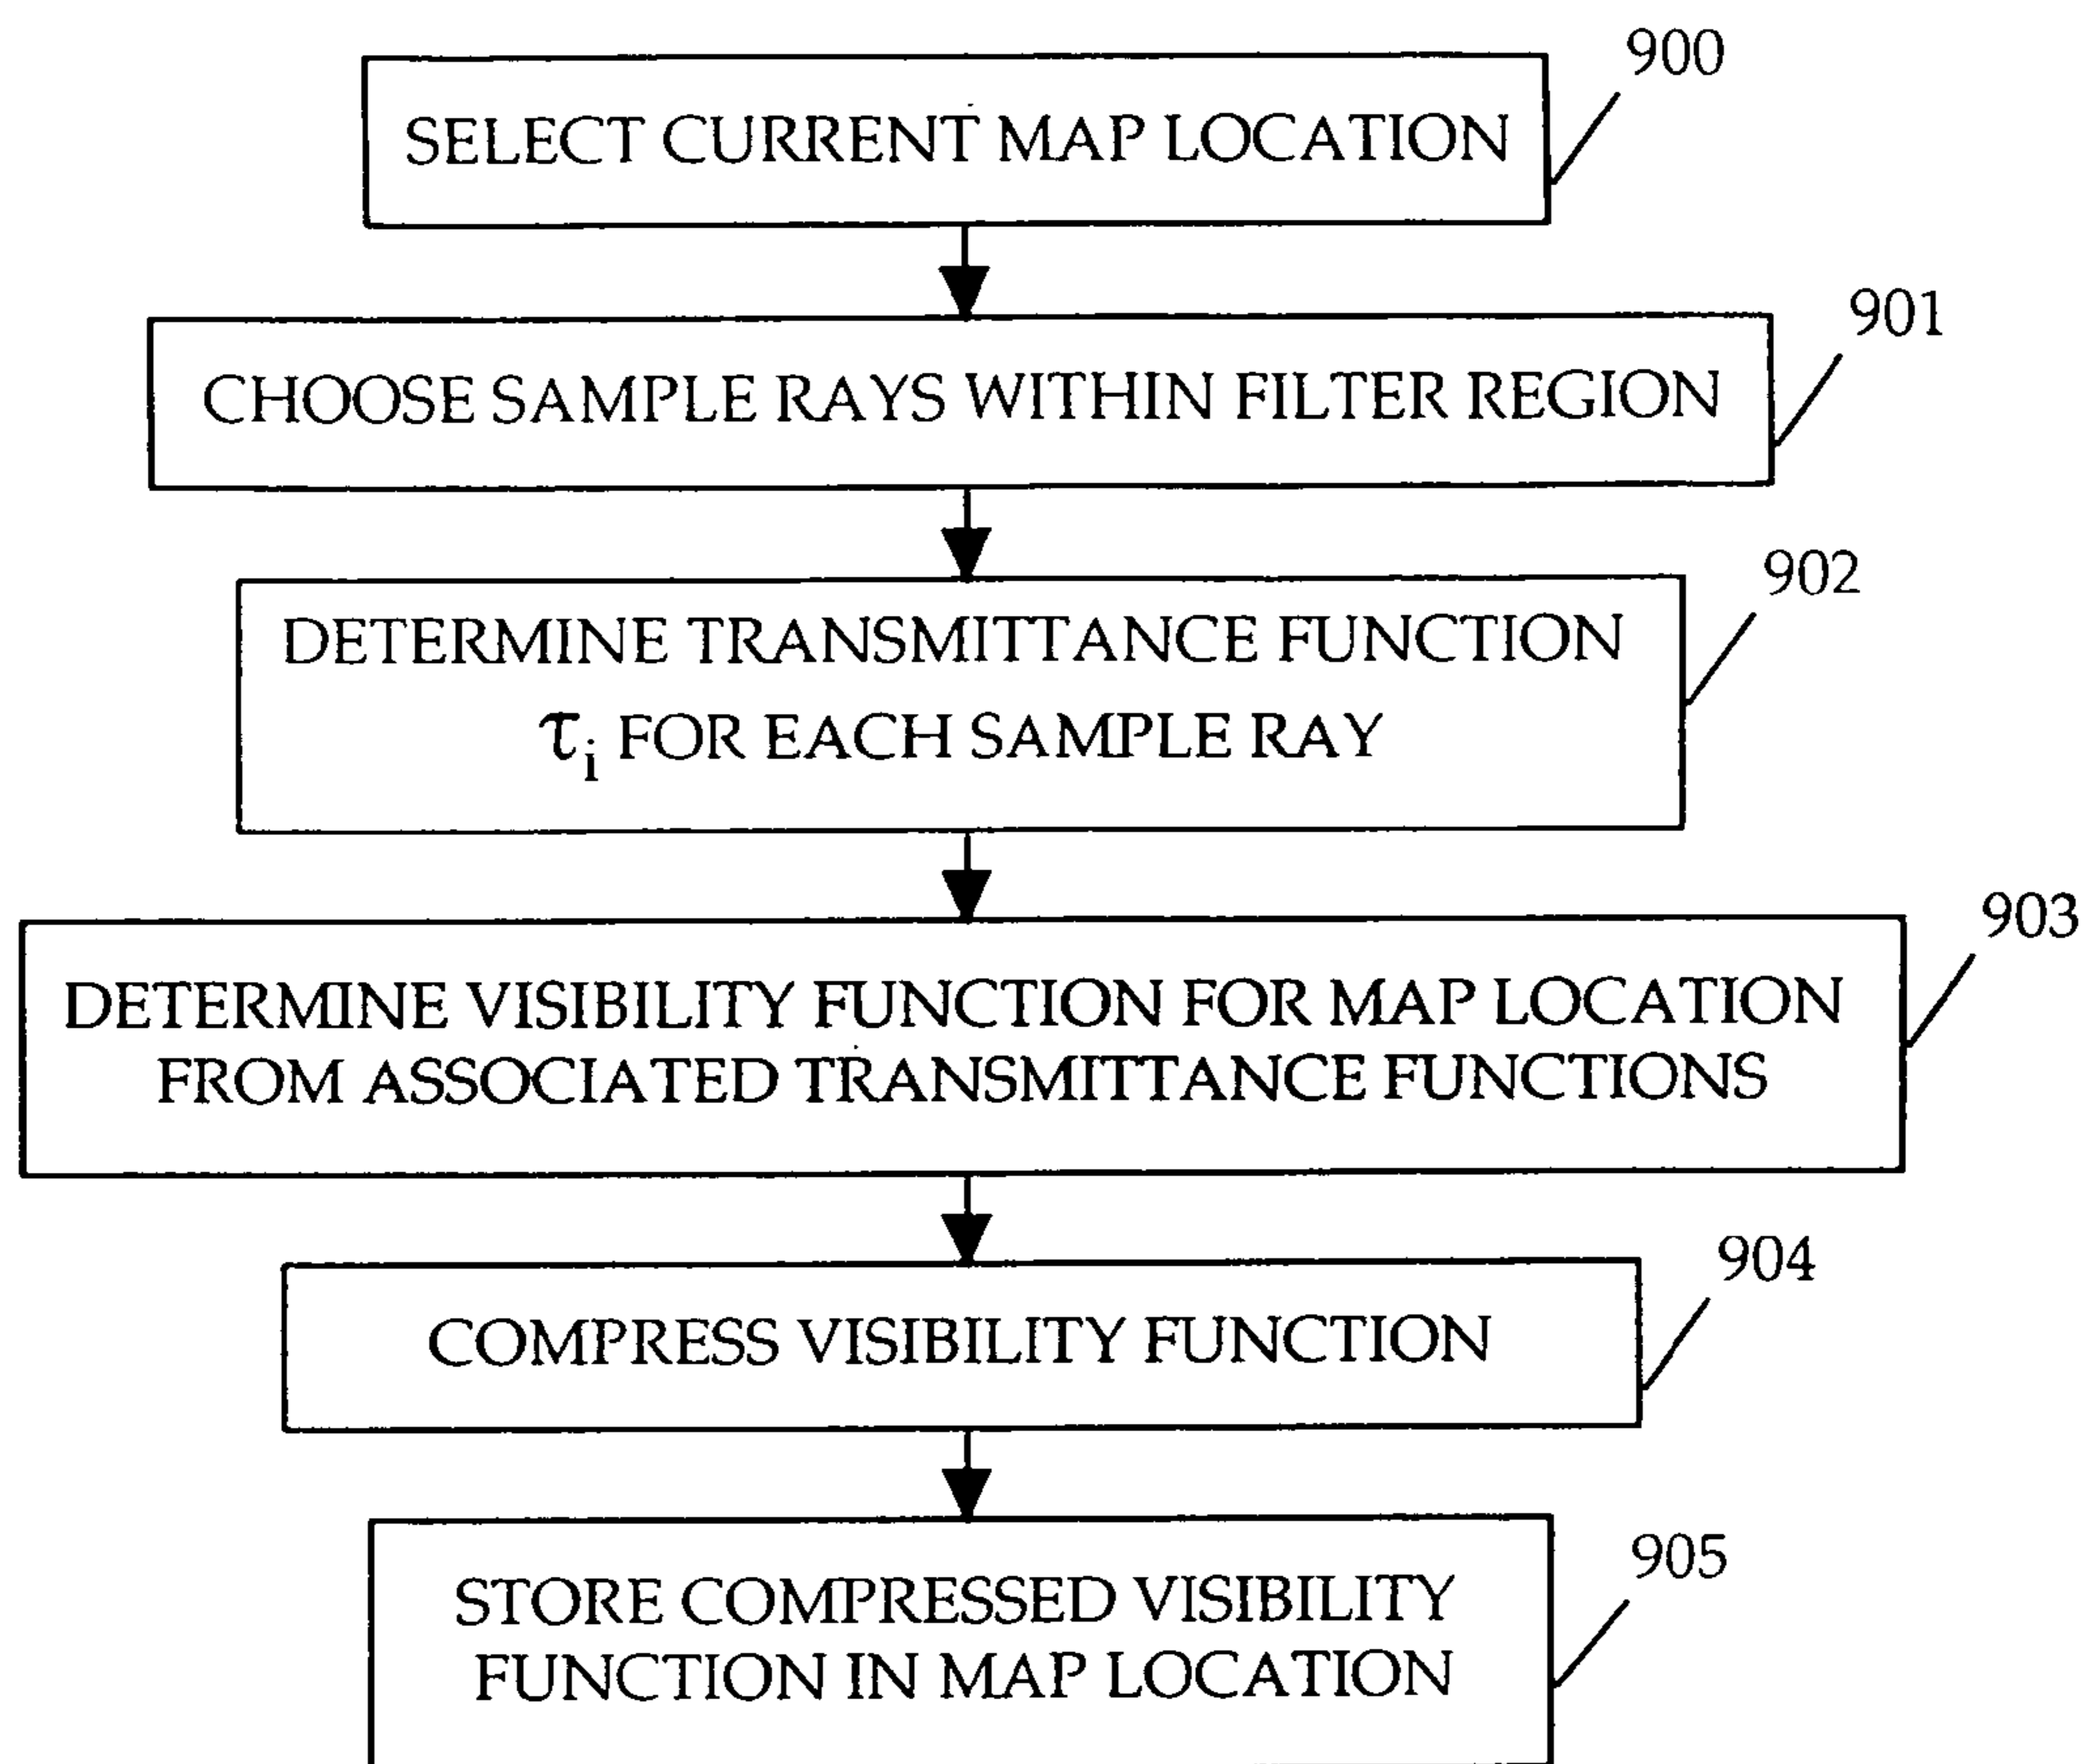 900
SELECT CURRENT MAP LOCATION
901
CHOOSE SAMPLE RAYS WITHIN FILTER REGION
902
DETERMINE TRANSMITTANCE FUNCTION
τi FOR EACH SAMPLE RAY
903
DETERMINE VISIBILITY FUNCTION FOR MAP LOCATION
FROM ASSOCIATED TRANSMITTANCE FUNCTIONS
904
COMPRESS VISIBILITY FUNCTION
905
STORE COMPRESSED VISIBILITY
FUNCTION IN MAP LOCATION